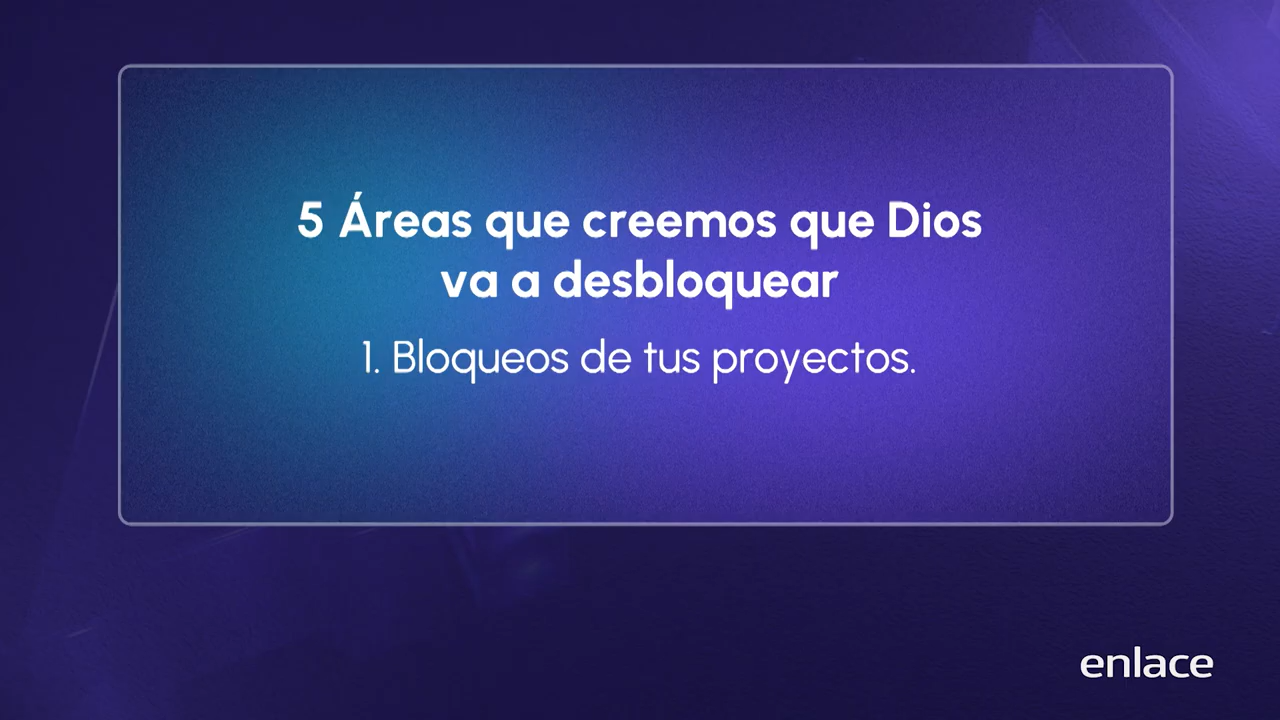 5 Áreas que creemos que Dios
va a desbloquear
1. Bloqueos de tus proyectos.
enlace